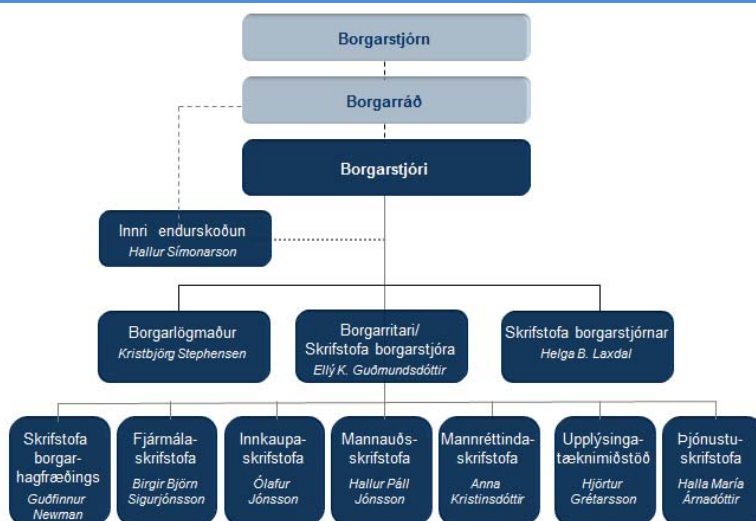 Borgarstjórn
Borgarráð
Borgarstjóri
Innri endurskoðun
Hallur Símonarson
Borgarlögmaður
Kristbjörg Stephensen
Borgarritari/
Skrifstofa borgarstjóra
Ellý K. Guðmundsdóttir
Skrifstofa borgarstjórnar
Helga B. Laxdal
Skrifstofa
borgar-
hagfræðings
Guðfinnur
Newman
Fjármála-
skrifstofa
Birgir Björn
Sigurjónsson
Innkaupa-
skrifstofa
Ólafur
Jónsson
Mannauðs-
skrifstofa
Hallur Páll
Jónsson
Mannréttinda-
skrifstofa
Anna
Kristinsdóttir
Upplýsinga-
tæknimiðstöð
Hjörtur
Grétarsson
Þjónustu-
skrifstofa
Halla María
Árnadóttir